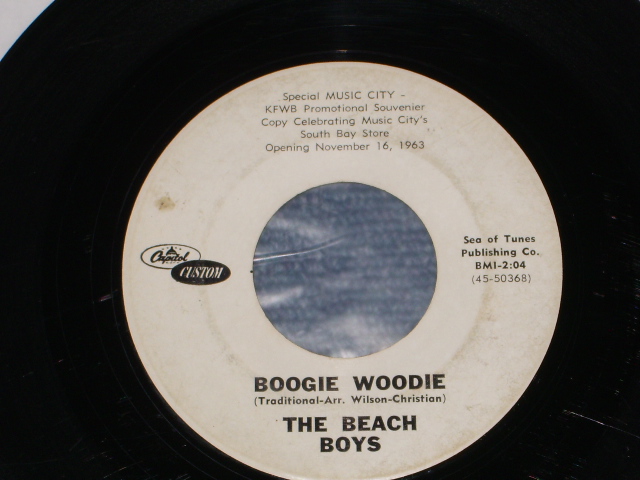 Special MUSIC CITY -
KFWB Promotional Souvenier
Copy Celebrating Music City's
South Bay Store
Opening November 16, 1963
Capitol
CUSTOM
Sea of Tunes
Publishing Co.
BMI-2:04
(45-50368)
BOOGIE WOODIE
(Traditional-Arr. Wilson-Christian)
THE BEACH
BOYS